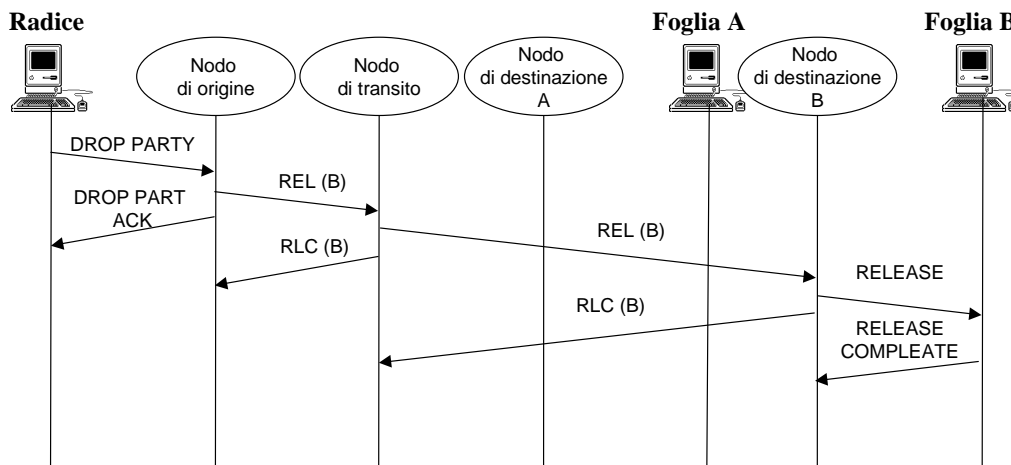 Radice
Foglia A
Foglia B
Nodo
di origine
Nodo
di transito
Nodo
di destinazione
A
Nodo
di destinazione
B
DROP PARTY
REL (B)
DROP PART
ACK
REL (B)
RLC (B)
RELEASE
RLC (B)
RELEASE
COMPLEATE